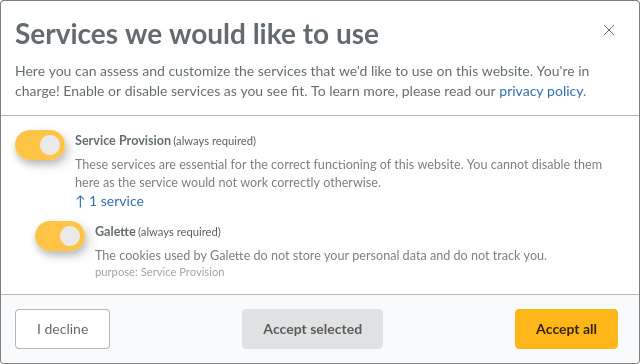 Services we would like to use
Here you can assess and customize the services that we'd like to use on this website. You're in
charge! Enable or disable services as you see fit. To learn more, please read our privacy policy.
Service Provision (always required)
These services are essential for the correct functioning of this website. You cannot disable them
here as the service would not work correctly otherwise.
↑ 1 service
Galette (always required)
The cookies used by Galette do not store your personal data and do not track you.
purpose: Service Provision
I decline
Accept selected
Accept all